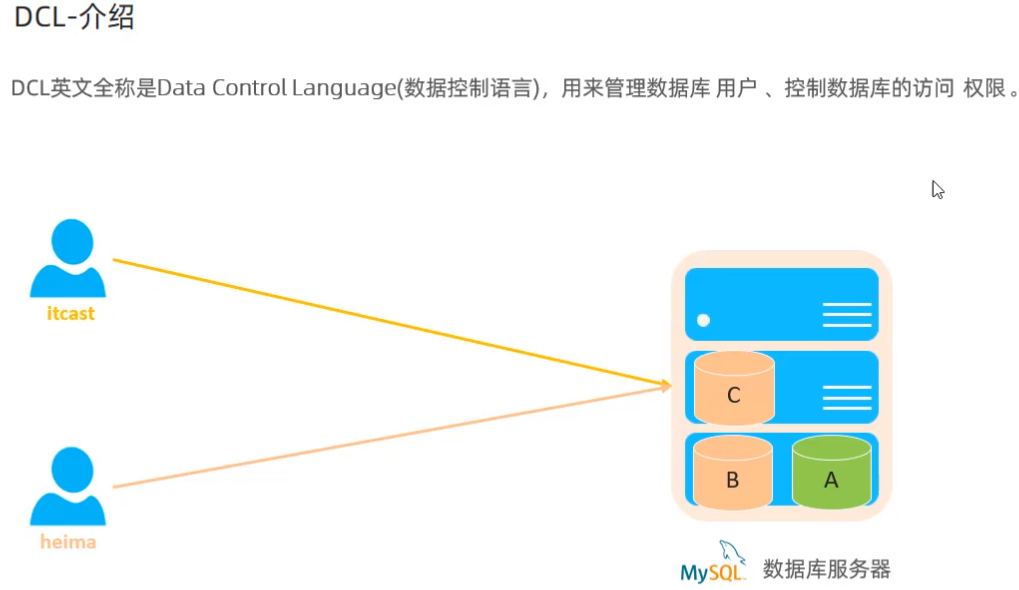 DCL-介绍
DCL英文全称是Data Control Language(数据控制语言)，用来管理数据库 用户 、控制数据库的访问 权限 。
itcast
C
B A
heima
MySQL 数据库服务器